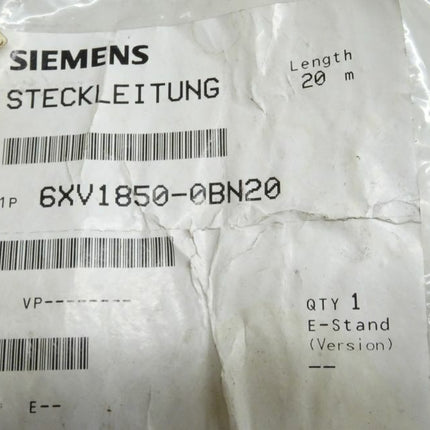 SIEMENS
Length
20 m
STECKLEITUNG
1P 6XV1850-0BN20
VP--------
QTY 1
E-Stand
(Version)
--
E--